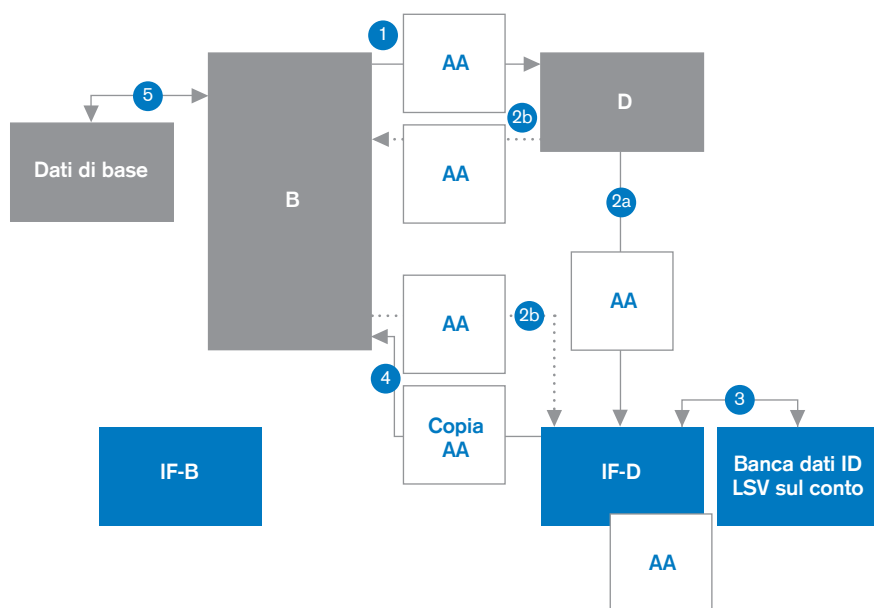 1
AA
D
2b
5
AA
Dati di base
B
2a
AA
AA
2b
4
3
Copia
AA
IF-B
IF-D
Banca dati ID
LSV sul conto
AA